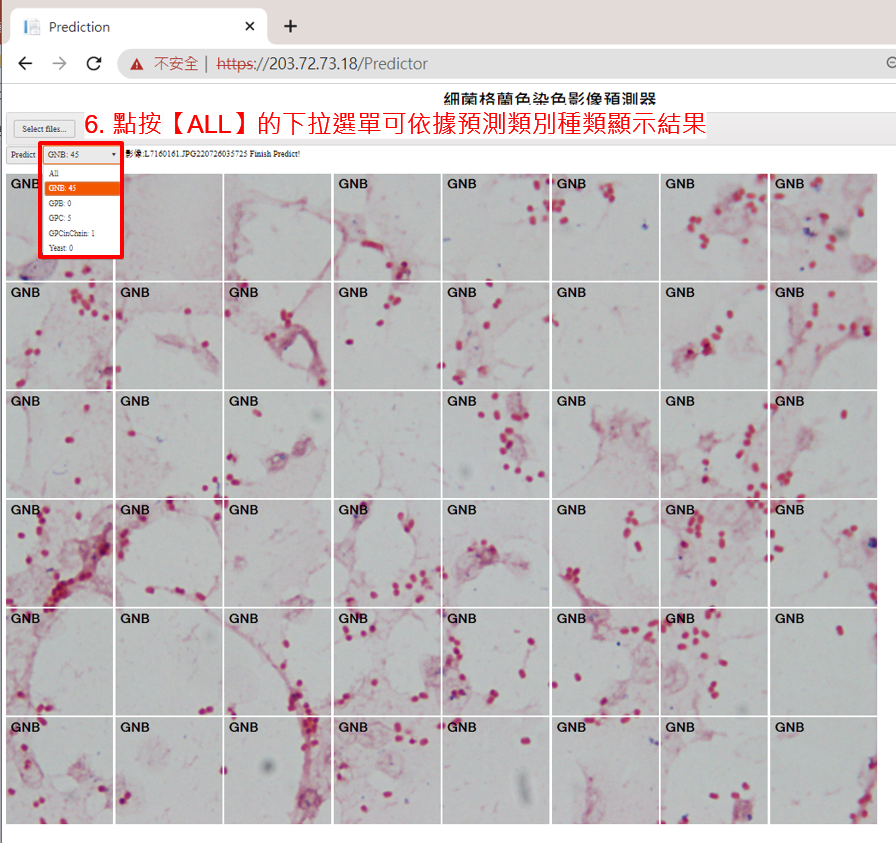 Prediction
不安全 | https://203.72.73.18/Predictor
細菌格蘭色染色影像預測器
Select files...
6. 點按【ALL】的下拉選單可依據預測類別種類顯示結果
Predict GNB: 45 影像:L7160161.JPG220726035725 Finish Predict!
All
GNB: 45
GPB: 0
GPC: 5
GPCinChain: 1
Yeast: 0
GNB GNB GNB GNB GNB GNB
GNB GNB GNB GNB GNB GNB GNB GNB
GNB GNB GNB GNB GNB GNB GNB
GNB GNB GNB GNB GNB GNB GNB GNB
GNB GNB GNB GNB GNB GNB GNB GNB
GNB GNB GNB GNB GNB GNB GNB GNB